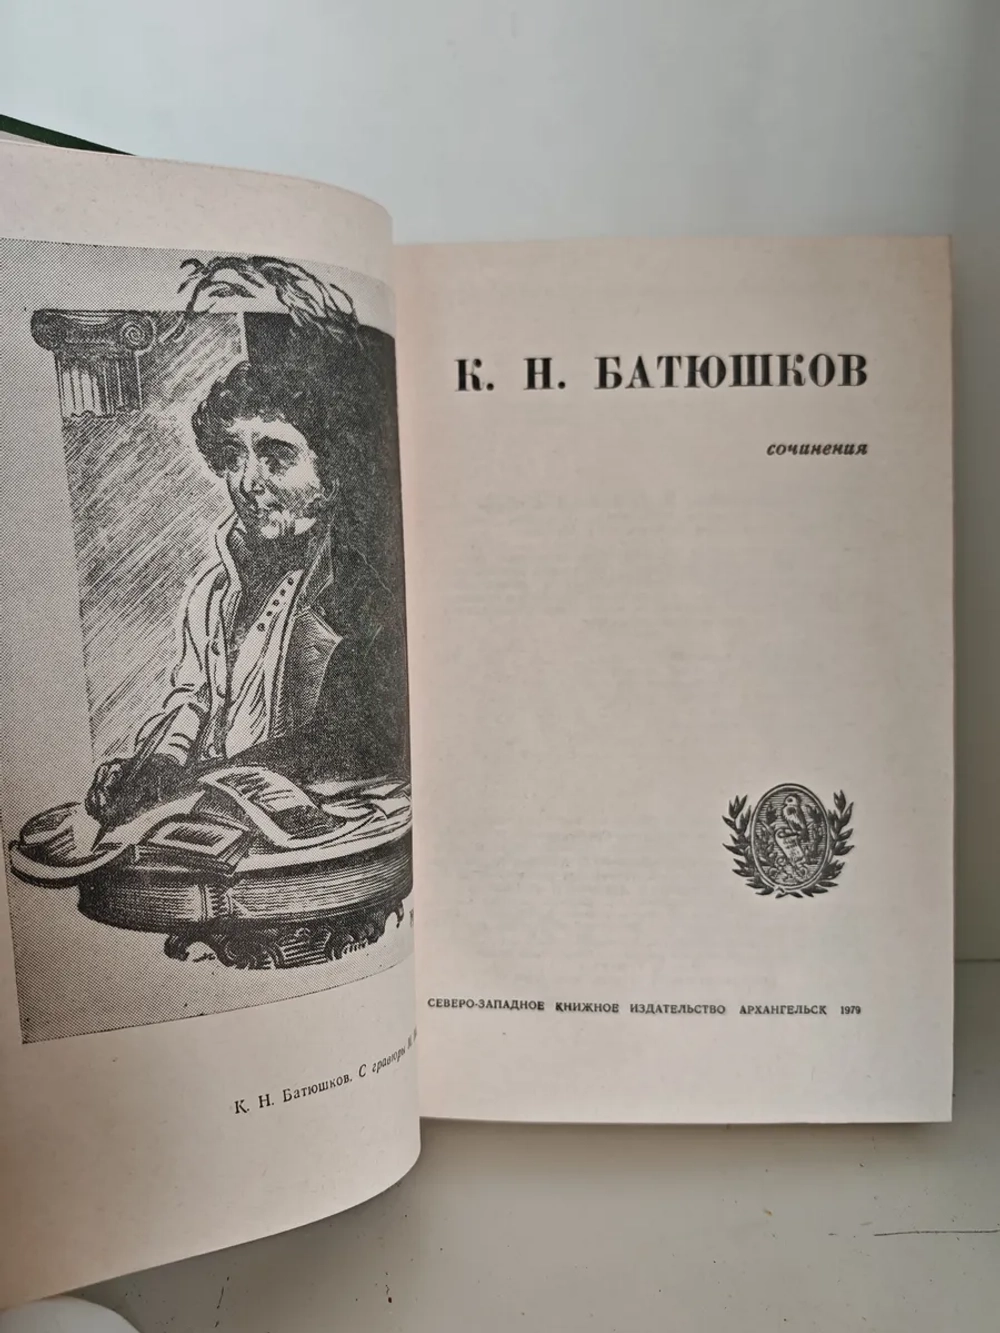 К. Н. Батюшков. С гравюры
К. Н. БАТЮШКОВ
сочинения
СЕВЕРО-ЗАПАДНОЕ КНИЖНОЕ ИЗДАТЕЛЬСТВО АРХАНГЕЛЬСК 1979